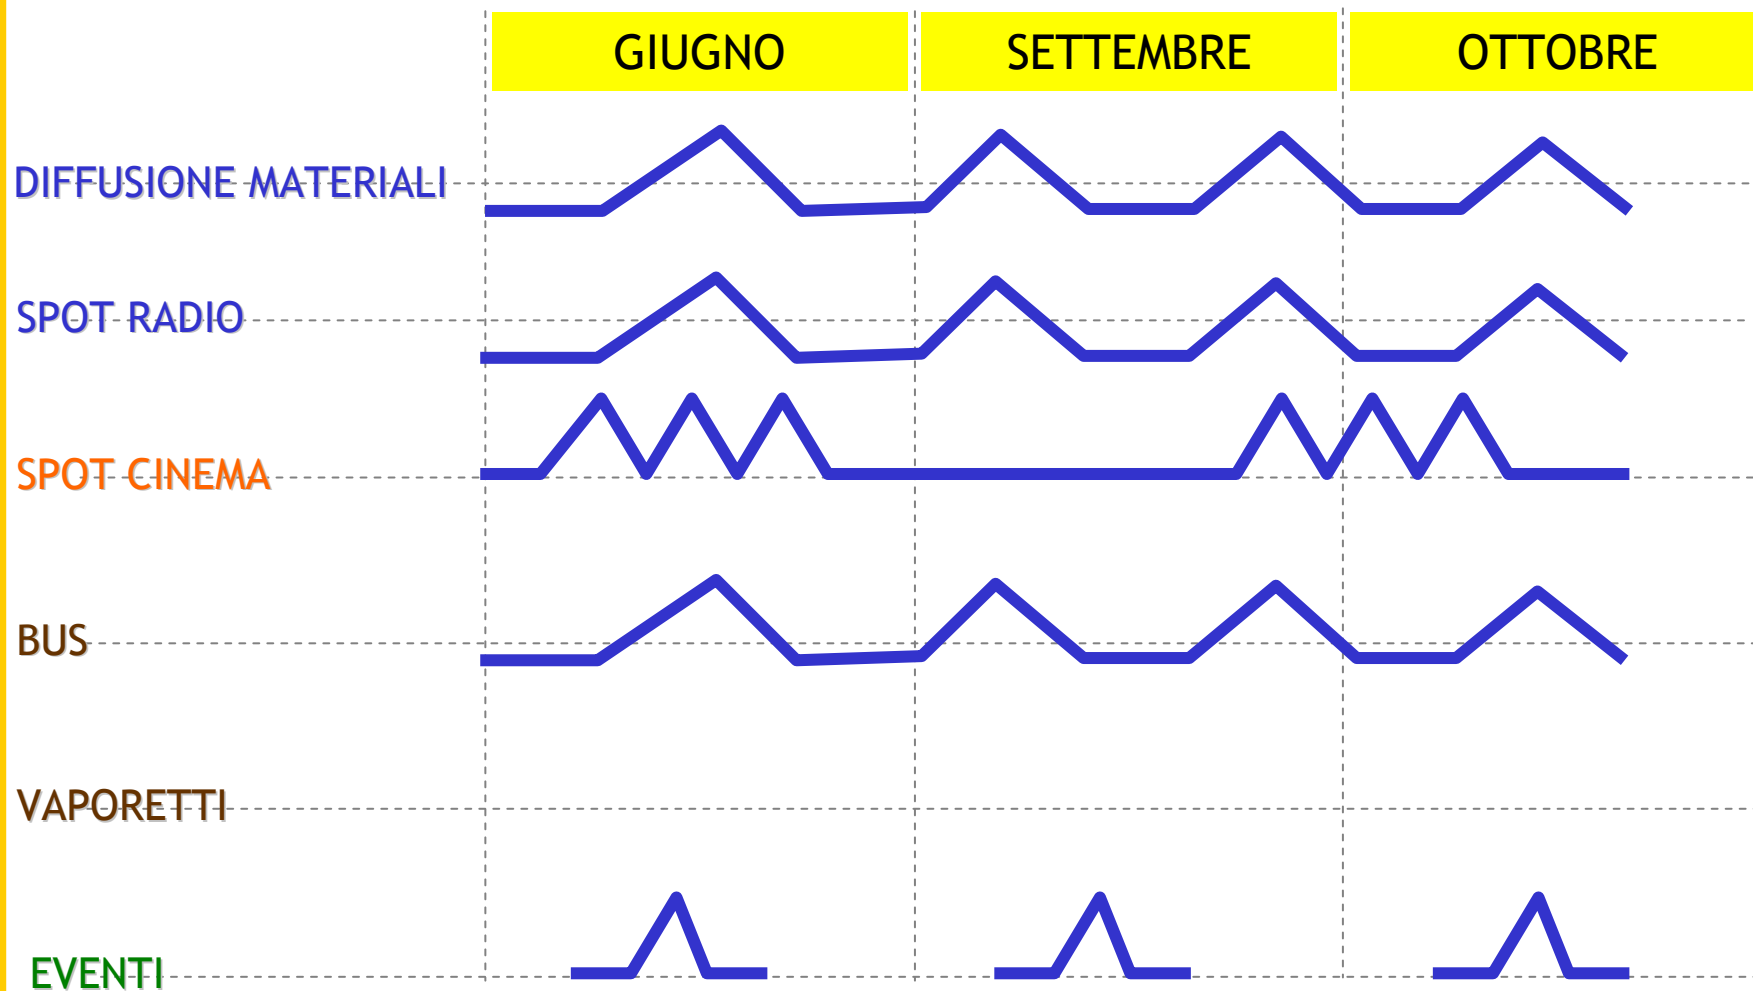 GIUGNO SETTEMBRE OTTOBRE
DIFFUSIONE MATERIALI
SPOT RADIO
SPOT CINEMA
BUS
VAPORETTI
EVENTI